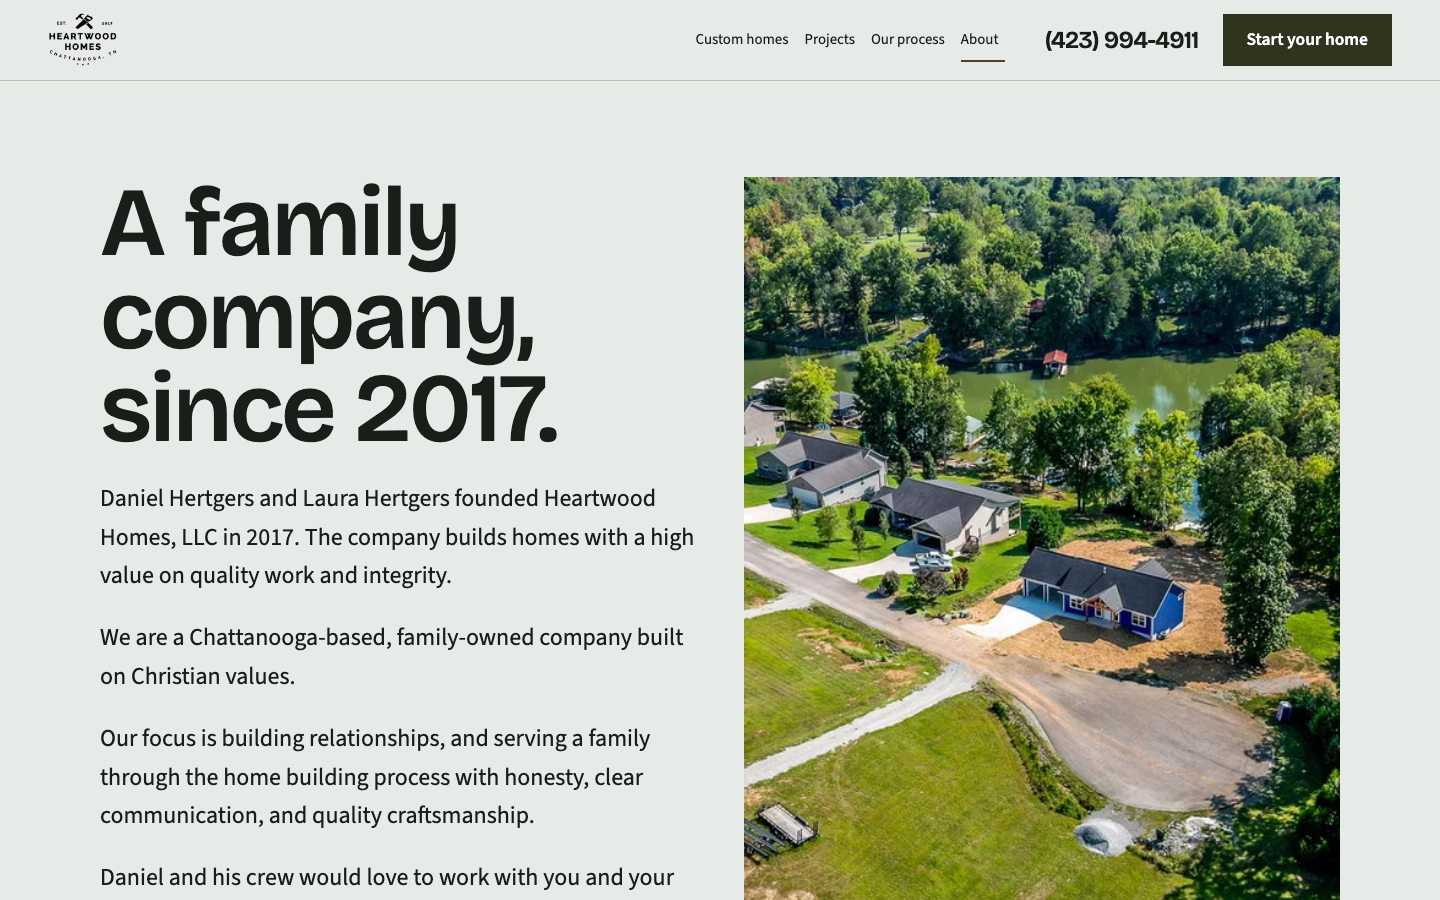 EST. 2017
HEARTWOOD
HOMES
CHATTANOOGA, TN
Custom homes
Projects
Our process
About
(423) 994-4911
Start your home
A family
company,
since 2017.
Daniel Hertgers and Laura Hertgers founded Heartwood
Homes, LLC in 2017. The company builds homes with a high
value on quality work and integrity.
We are a Chattanooga-based, family-owned company built
on Christian values.
Our focus is building relationships, and serving a family
through the home building process with honesty, clear
communication, and quality craftsmanship.
Daniel and his crew would love to work with you and your